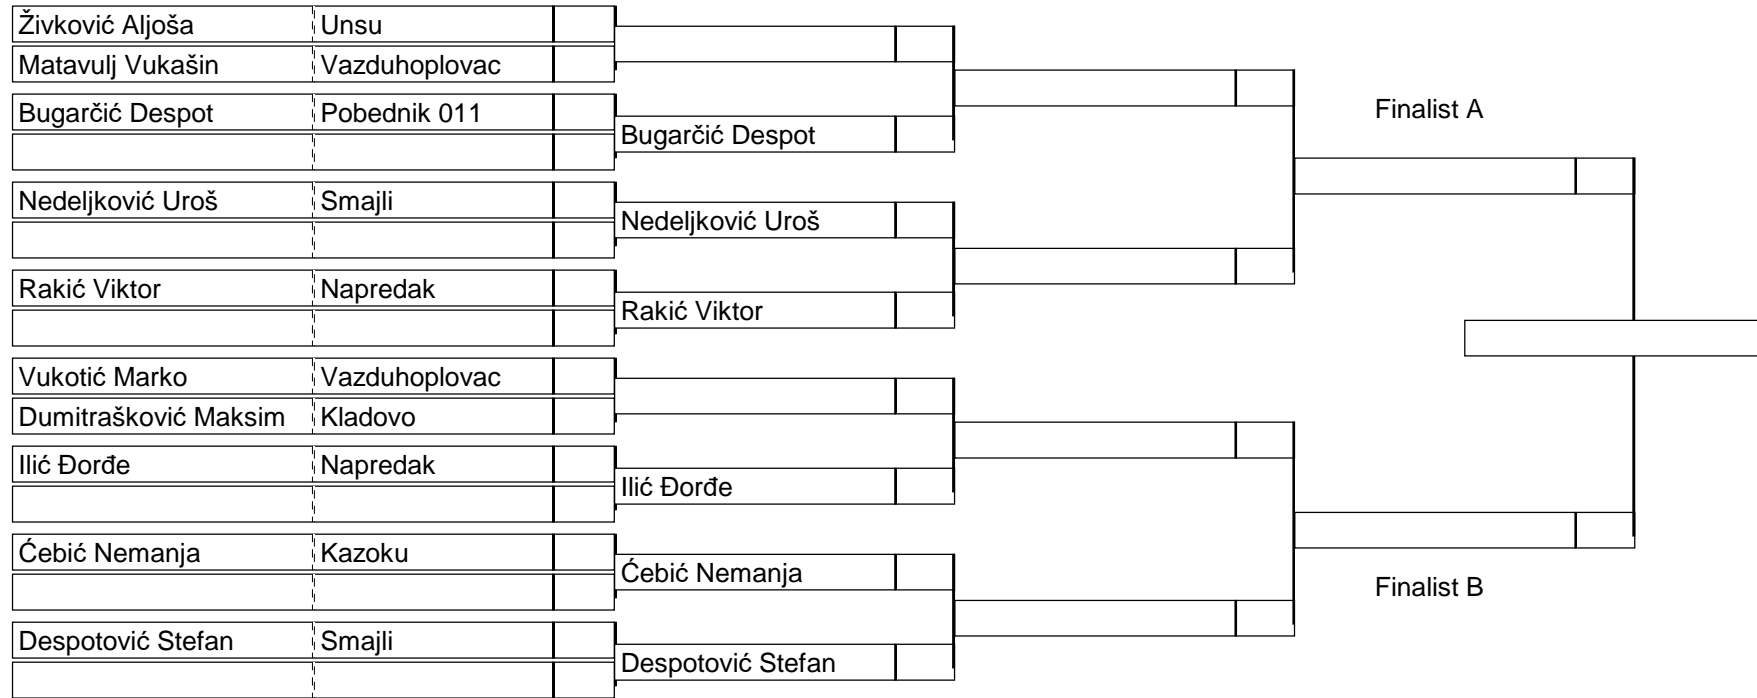 Živković Aljoša Unsu
Matavulj Vukašin Vazduhoplovac
Bugarčić Despot Pobednik 011
Finalist A
Bugarčić Despot
Nedeljković Uroš Smajli
Nedeljković Uroš
Rakić Viktor Napredak
Rakić Viktor
Vukotić Marko Vazduhoplovac
Dumitrašković Maksim Kladovo
Ilić Đorđe Napredak
Ilić Đorđe
Ćebić Nemanja Kazoku
Ćebić Nemanja
Finalist B
Despotović Stefan Smajli
Despotović Stefan